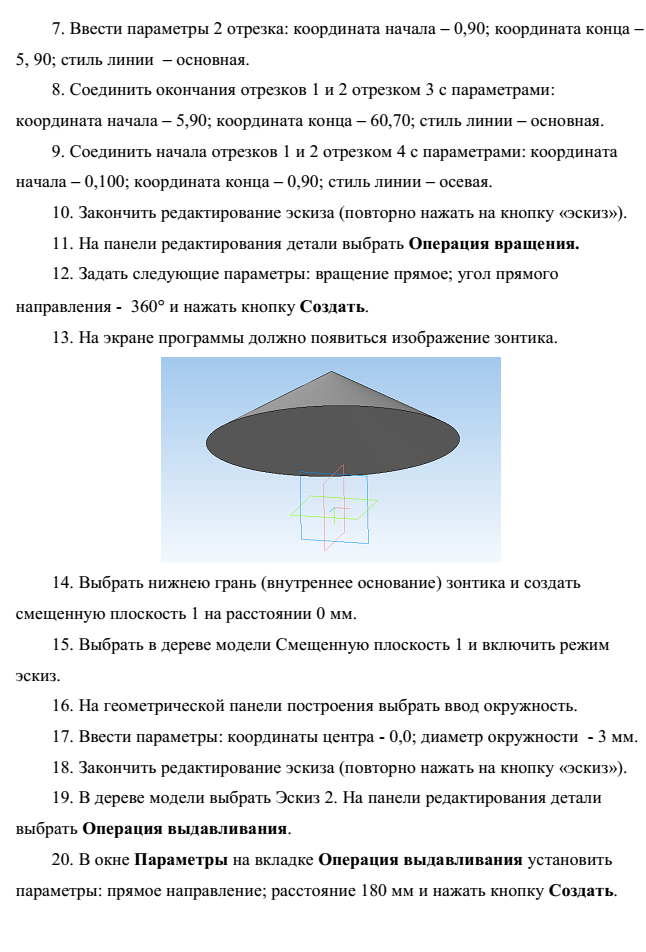 7. Ввести параметры 2 отрезка: координата начала – 0,90; координата конца –
5, 90; стиль линии – основная.
8. Соединить окончания отрезков 1 и 2 отрезком 3 с параметрами:
координата начала – 5,90; координата конца – 60,70; стиль линии – основная.
9. Соединить начала отрезков 1 и 2 отрезком 4 с параметрами: координата
начала – 0,100; координата конца – 0,90; стиль линии – осевая.
10. Закончить редактирование эскиза (повторно нажать на кнопку «эскиз»).
11. На панели редактирования детали выбрать Операция вращения.
12. Задать следующие параметры: вращение прямое; угол прямого
направления - 360° и нажать кнопку Создать.
13. На экране программы должно появиться изображение зонтика.
14. Выбрать нижнею грань (внутреннее основание) зонтика и создать
смещенную плоскость 1 на расстоянии 0 мм.
15. Выбрать в дереве модели Смещенную плоскость 1 и включить режим
эскиз.
16. На геометрической панели построения выбрать ввод окружность.
17. Ввести параметры: координаты центра - 0,0; диаметр окружности - 3 мм.
18. Закончить редактирование эскиза (повторно нажать на кнопку «эскиз»).
19. В дереве модели выбрать Эскиз 2. На панели редактирования детали
выбрать Операция выдавливания.
20. В окне Параметры на вкладке Операция выдавливания установить
параметры: прямое направление; расстояние 180 мм и нажать кнопку Создать.